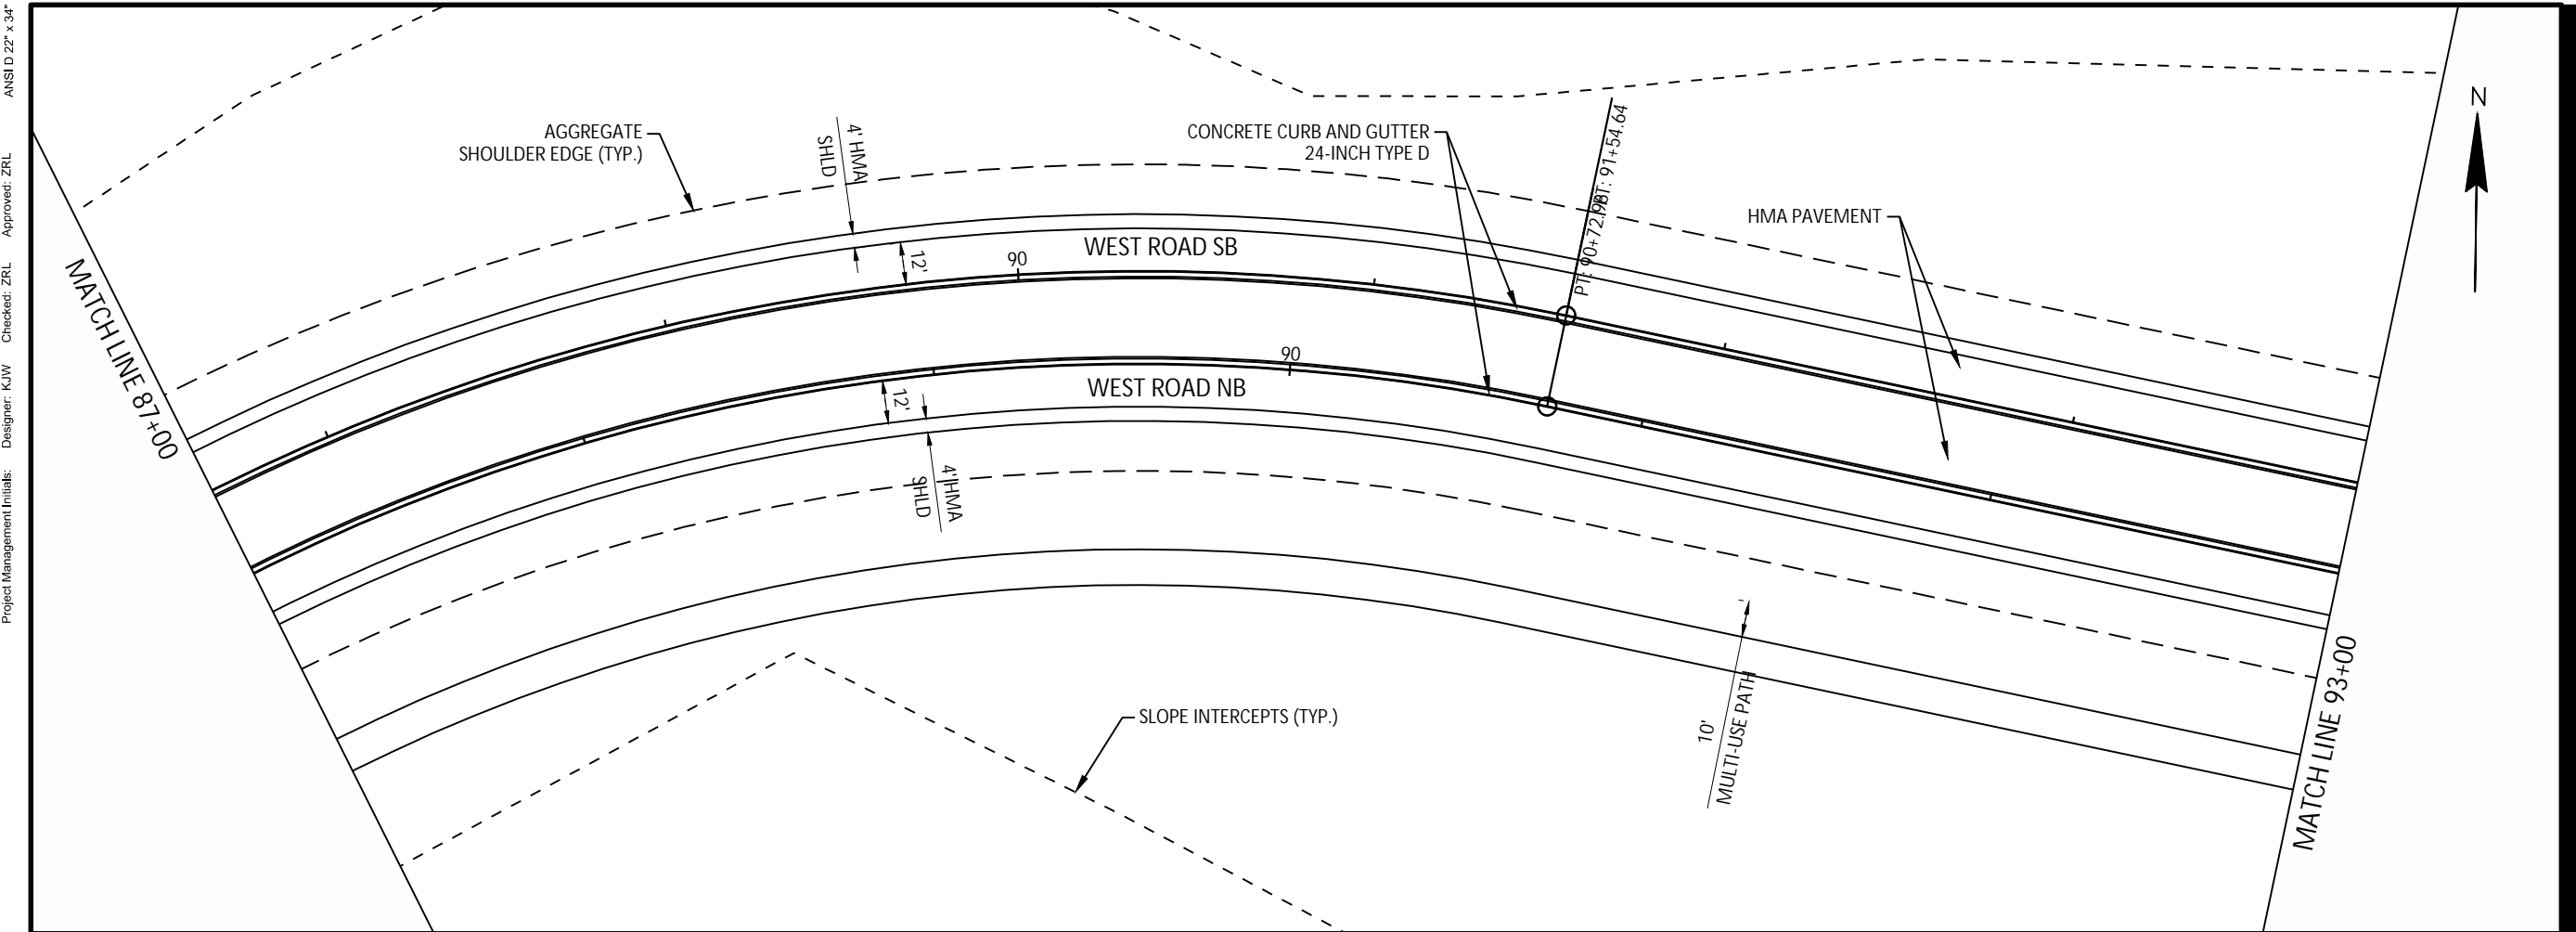 ANSI D 22" x 34"
Project Management Initials: Designer: KJW Checked: ZRL Approved: ZRL
AGGREGATE
SHOULDER EDGE (TYP.)
4' HMA
SHLD
CONCRETE CURB AND GUTTER
24-INCH TYPE D
PT: 91+54.64
PT: 90+72.98
HMA PAVEMENT
N
WEST ROAD SB
12'
90
MATCH LINE 87+00
90
WEST ROAD NB
12'
4' HMA
SHLD
SLOPE INTERCEPTS (TYP.)
10'
MULTI-USE PATH
MATCH LINE 93+00